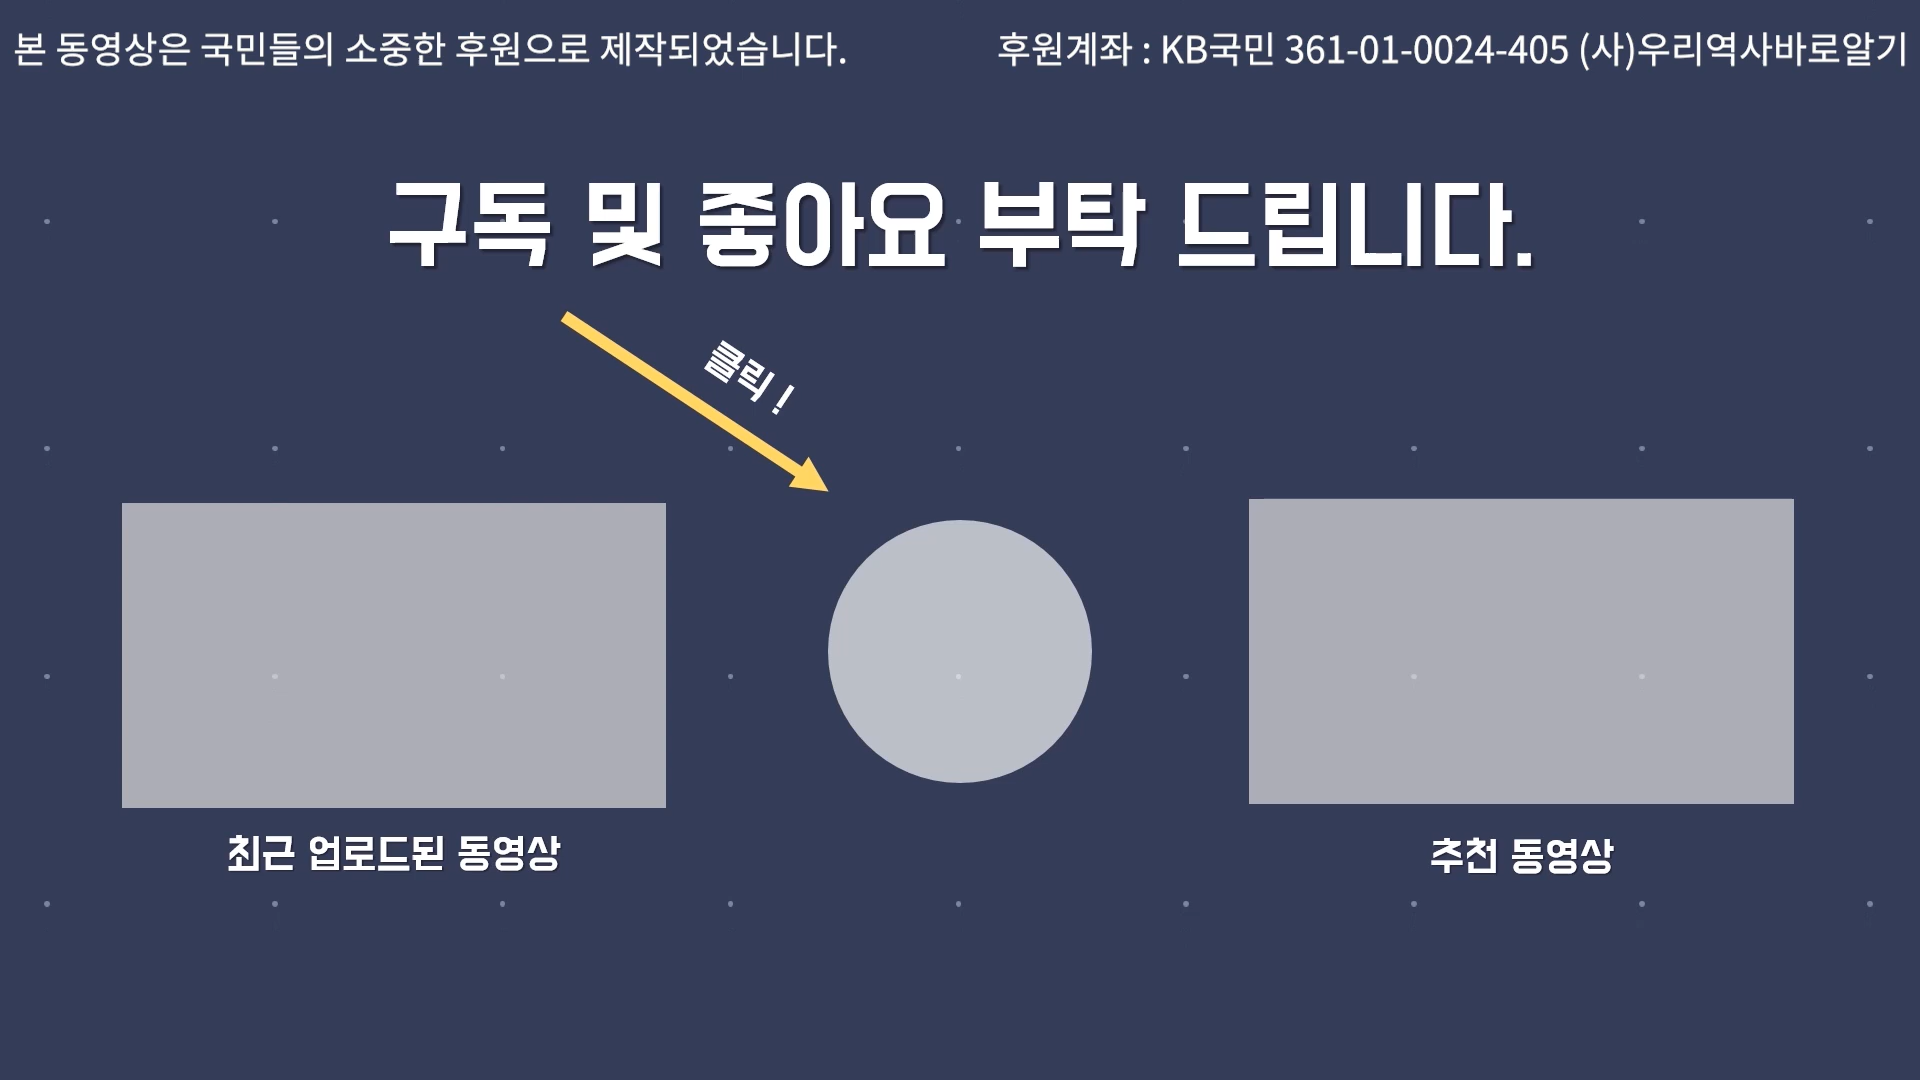 본 동영상은 국민들의 소중한 후원으로 제작되었습니다.
후원계좌 : KB국민 361-01-0024-405 (사)우리역사바로알기
구독 및 좋아요 부탁 드립니다.
클릭 !
최근 업로드된 동영상
추천 동영상